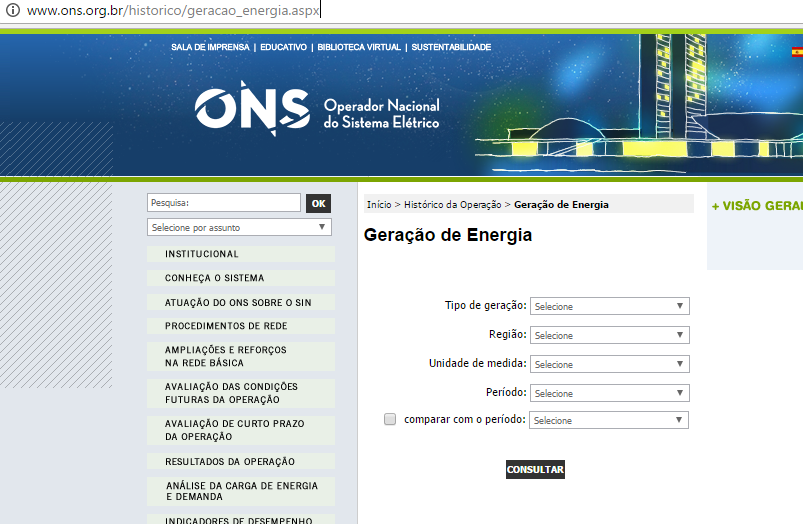 www.ons.org.br/historico/geracao_energia.aspx
SALA DE IMPRENSA | EDUCATIVO | BIBLIOTECA VIRTUAL | SUSTENTABILIDADE
ONS
Operador Nacional
do Sistema Elétrico
Pesquisa:
OK
Selecione por assunto
INSTITUCIONAL
CONHEÇA O SISTEMA
ATUAÇÃO DO ONS SOBRE O SIN
PROCEDIMENTOS DE REDE
AMPLIAÇÕES E REFORÇOS
NA REDE BÁSICA
AVALIAÇÃO DAS CONDIÇÕES
FUTURAS DA OPERAÇÃO
AVALIAÇÃO DE CURTO PRAZO
DA OPERAÇÃO
RESULTADOS DA OPERAÇÃO
ANÁLISE DA CARGA DE ENERGIA
E DEMANDA
INDICADORES DE DESEMPENHO
Início > Histórico da Operação > Geração de Energia
Geração de Energia
Tipo de geração: Selecione
Região: Selecione
Unidade de medida: Selecione
Período: Selecione
comparar com o período: Selecione
CONSULTAR
+ VISÃO GERA